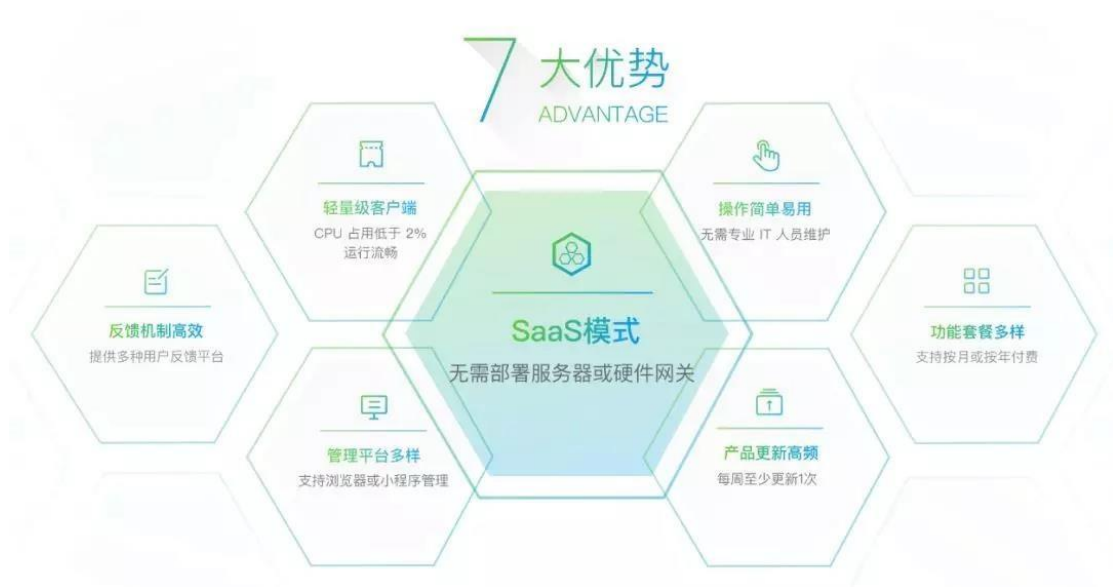 7
大优势
ADVANTAGE
轻量级客户端
CPU 占用低于 2%
运行流畅
操作简单易用
无需专业 IT 人员维护
反馈机制高效
提供多种用户反馈平台
SaaS模式
无需部署服务器或硬件网关
功能套餐多样
支持按月或按年付费
管理平台多样
支持浏览器或小程序管理
产品更新高频
每周至少更新1次